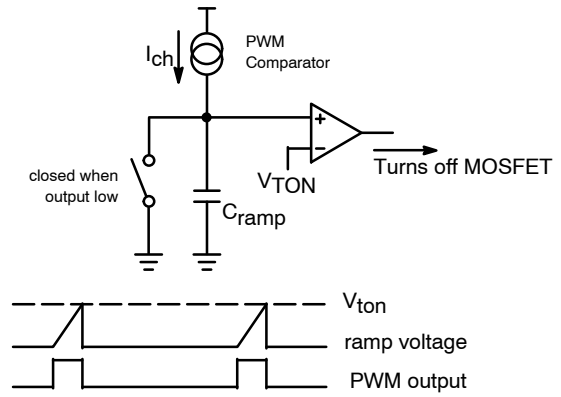 PWM
Comparator
Ich
+
−
VTON
Turns off MOSFET
closed when
output low
Cramp
Vton
ramp voltage
PWM output